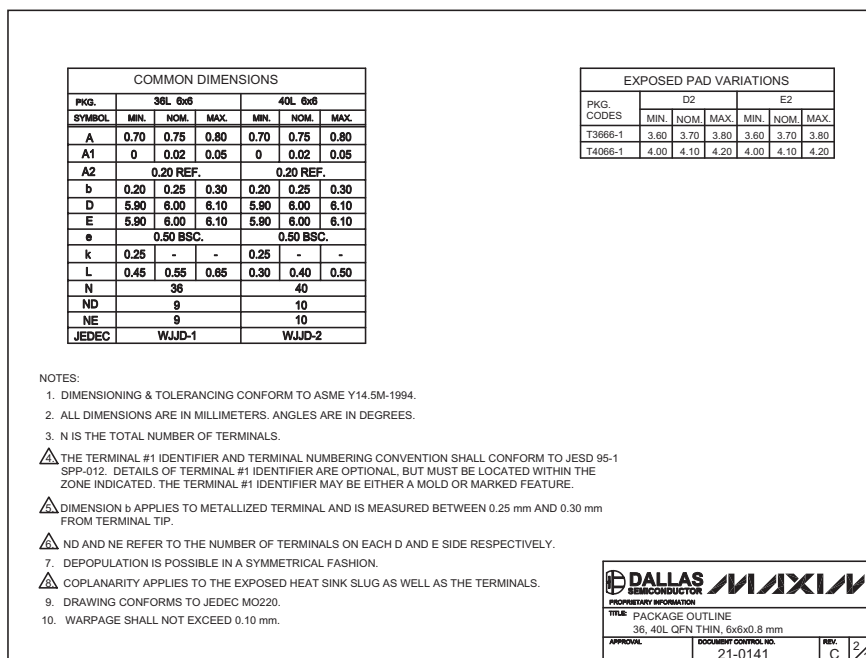 COMMON DIMENSIONS
PKG. 36L 6x6 40L 6x6
SYMBOL MIN. NOM. MAX. MIN. NOM. MAX.
A 0.70 0.75 0.80 0.70 0.75 0.80
A1 0 0.02 0.05 0 0.02 0.05
A2 0.20 REF. 0.20 REF.
b 0.20 0.25 0.30 0.20 0.25 0.30
D 5.90 6.00 6.10 5.90 6.00 6.10
E 5.90 6.00 6.10 5.90 6.00 6.10
e 0.50 BSC. 0.50 BSC.
k 0.25 - - 0.25 - -
L 0.45 0.55 0.65 0.30 0.40 0.50
N 36 40
ND 9 10
NE 9 10
JEDEC WJJD-1 WJJD-2
EXPOSED PAD VARIATIONS
PKG. CODES D2 E2
MIN. NOM. MAX. MIN. NOM. MAX.
T3666-1 3.60 3.70 3.80 3.60 3.70 3.80
T4066-1 4.00 4.10 4.20 4.00 4.10 4.20
NOTES:
1. DIMENSIONING & TOLERANCING CONFORM TO ASME Y14.5M-1994.
2. ALL DIMENSIONS ARE IN MILLIMETERS. ANGLES ARE IN DEGREES.
3. N IS THE TOTAL NUMBER OF TERMINALS.
4. THE TERMINAL #1 IDENTIFIER AND TERMINAL NUMBERING CONVENTION SHALL CONFORM TO JESD 95-1
SPP-012. DETAILS OF TERMINAL #1 IDENTIFIER ARE OPTIONAL, BUT MUST BE LOCATED WITHIN THE
ZONE INDICATED. THE TERMINAL #1 IDENTIFIER MAY BE EITHER A MOLD OR MARKED FEATURE.
5. DIMENSION b APPLIES TO METALLIZED TERMINAL AND IS MEASURED BETWEEN 0.25 mm AND 0.30 mm
FROM TERMINAL TIP.
6. ND AND NE REFER TO THE NUMBER OF TERMINALS ON EACH D AND E SIDE RESPECTIVELY.
7. DEPOPULATION IS POSSIBLE IN A SYMMETRICAL FASHION.
8. COPLANARITY APPLIES TO THE EXPOSED HEAT SINK SLUG AS WELL AS THE TERMINALS.
9. DRAWING CONFORMS TO JEDEC MO220.
10. WARPAGE SHALL NOT EXCEED 0.10 mm.
DALLAS SEMICONDUCTOR MAXIM
PROPRIETARY INFORMATION
TITLE: PACKAGE OUTLINE
36, 40L QFN THIN, 6x6x0.8 mm
APPROVAL DOCUMENT CONTROL NO. REV.
21-0141 C 2/